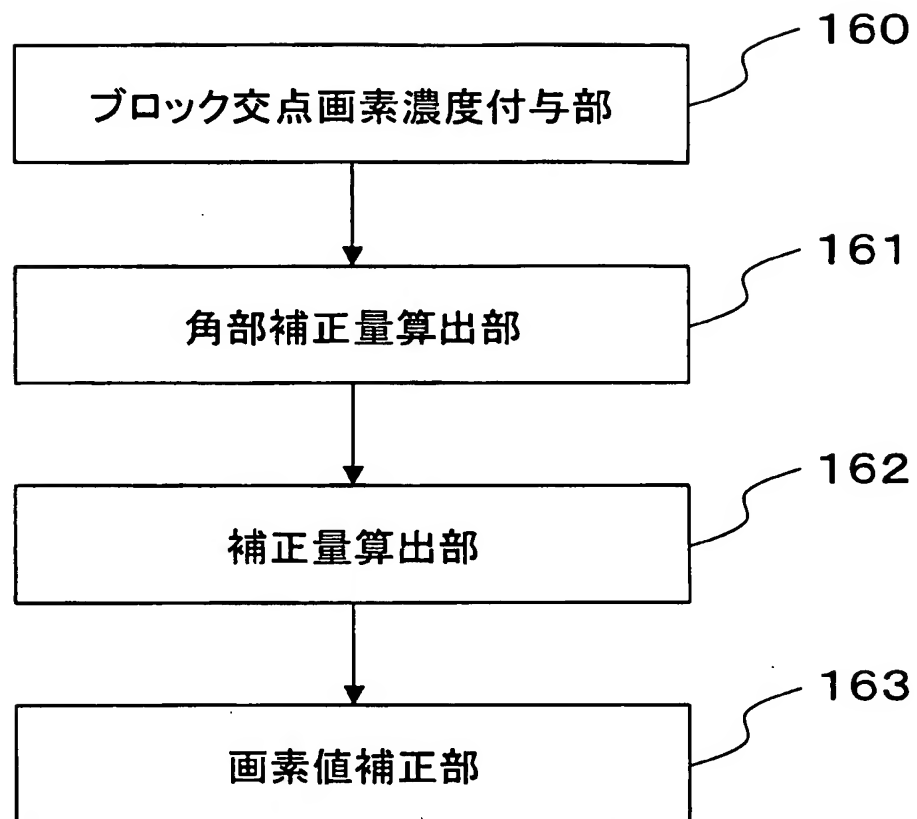 160
ブロック交点画素濃度付与部
161
角部補正量算出部
162
補正量算出部
163
画素値補正部